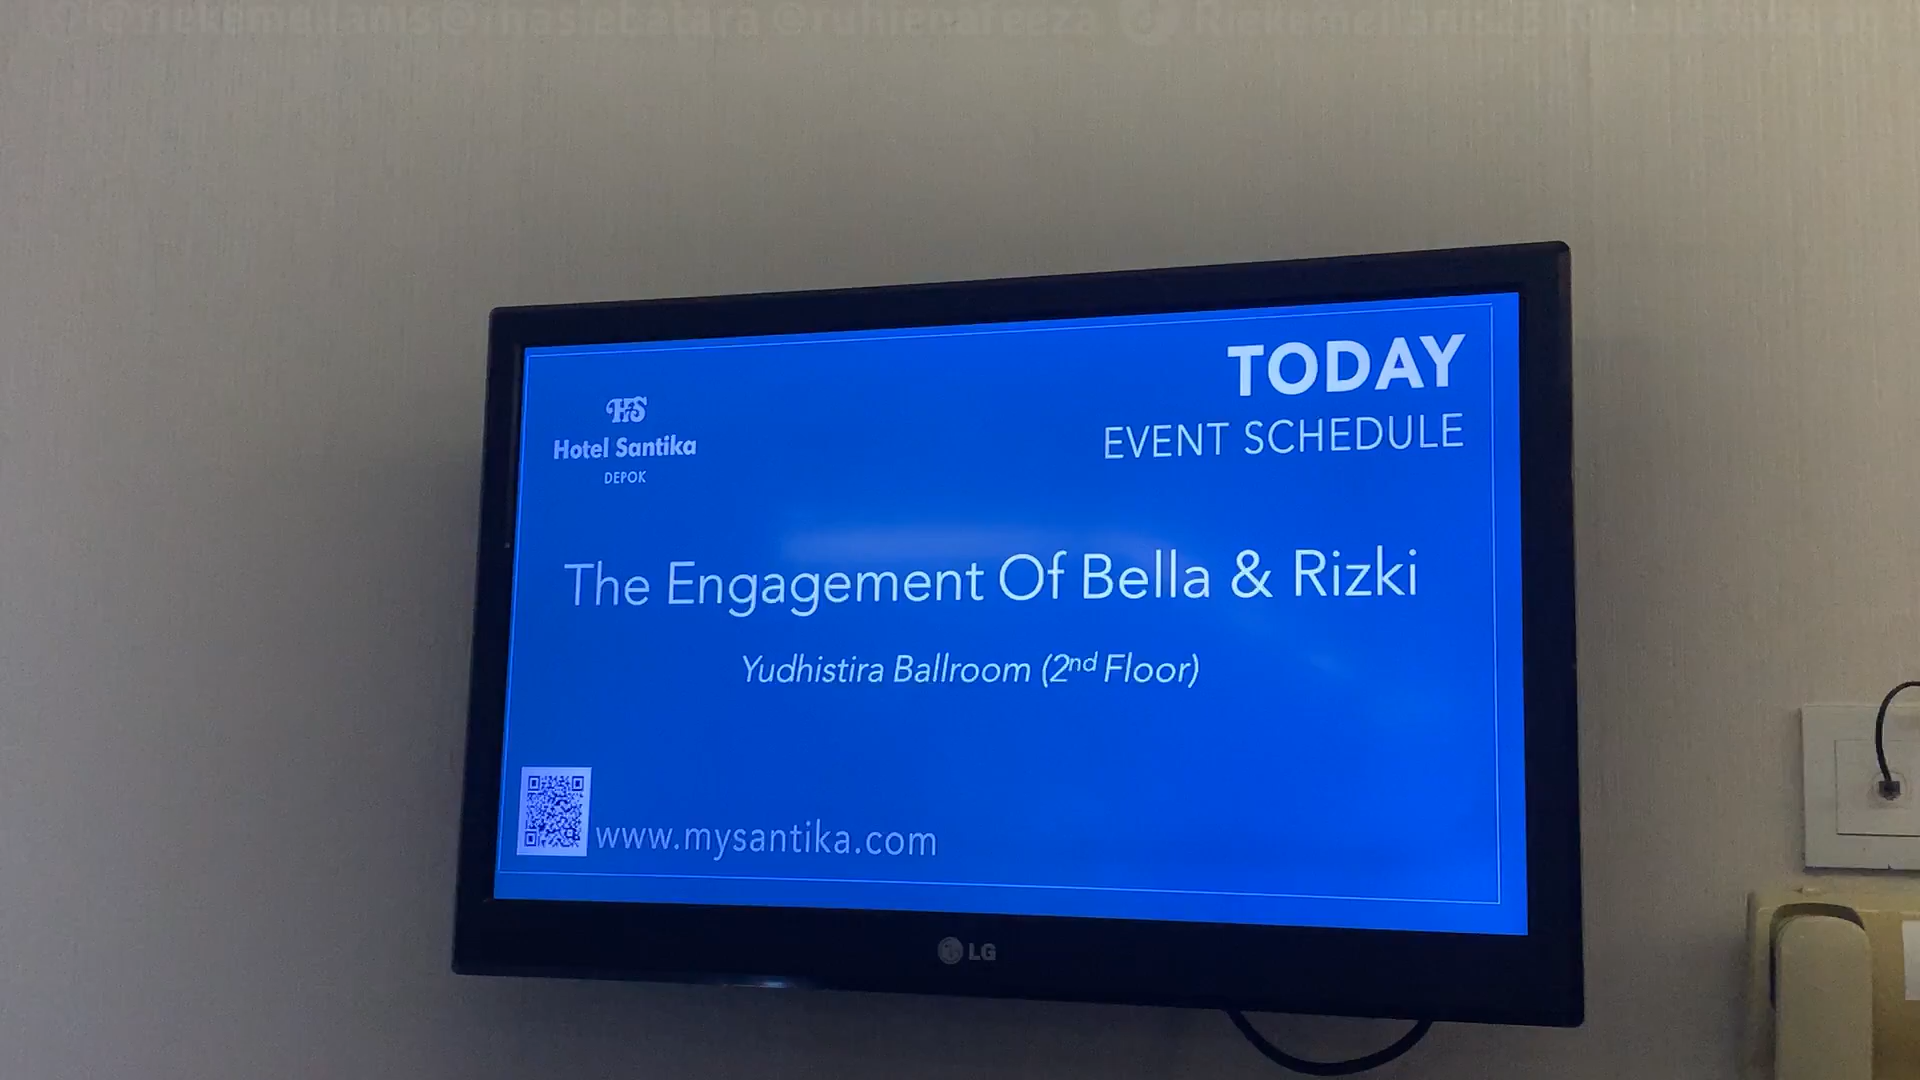 TODAY
EVENT SCHEDULE
HS
Hotel Santika
DEPOK
The Engagement Of Bella & Rizki
Yudhistira Ballroom (2nd Floor)
www.mysantika.com
LG